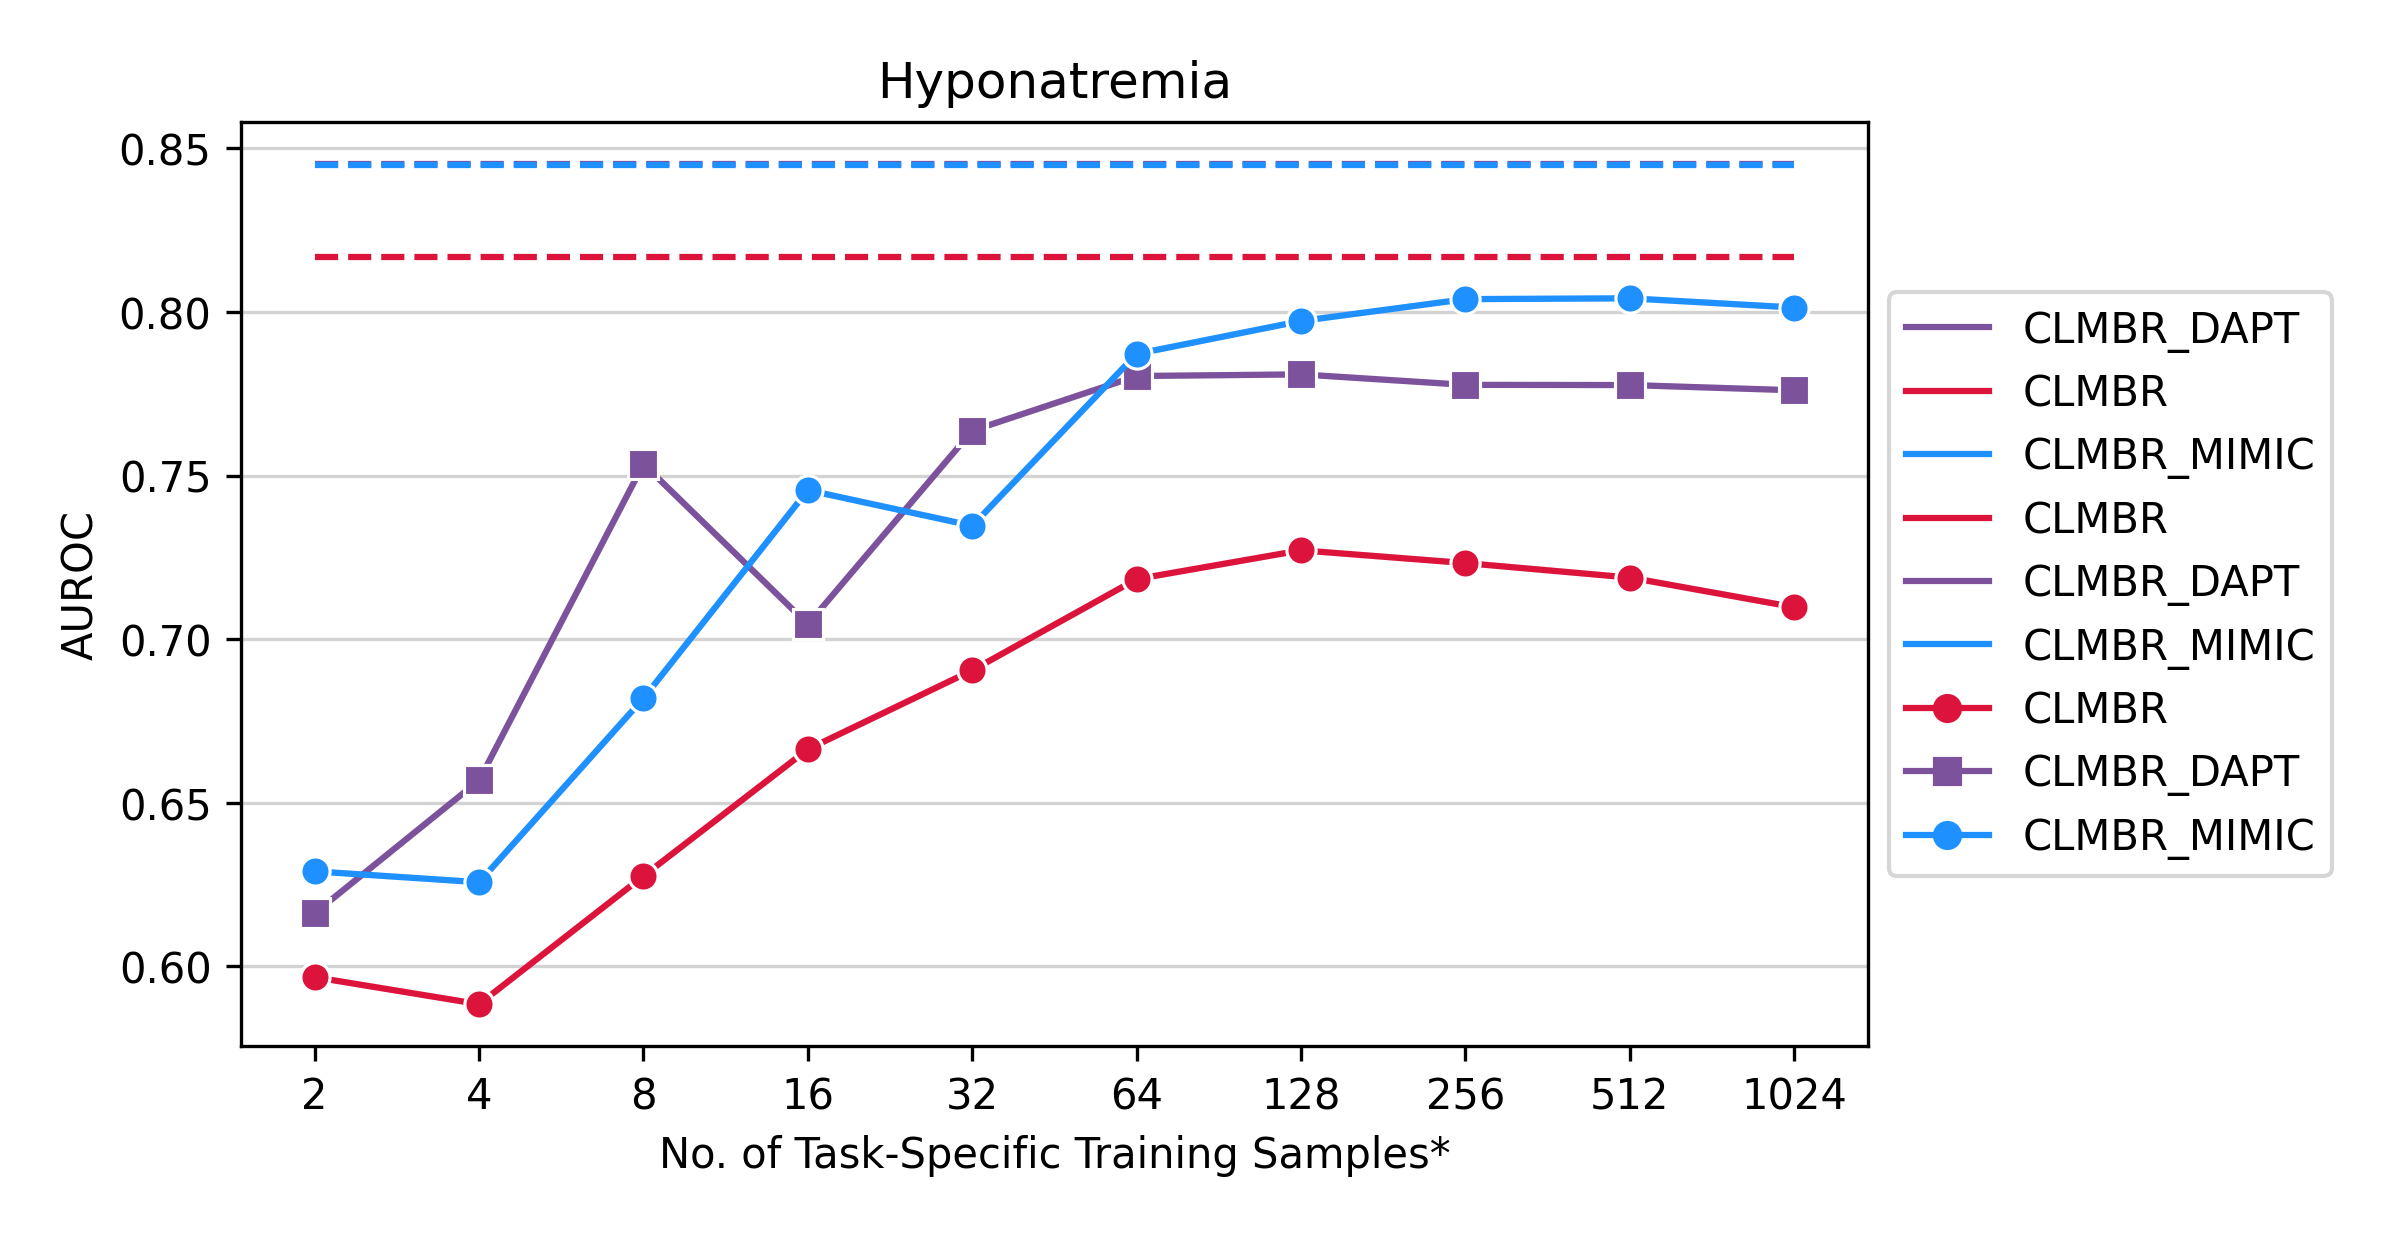 Hyponatremia
0.85
0.80
0.75
0.70
0.65
0.60
AUROC
2 4 8 16 32 64 128 256 512 1024
No. of Task-Specific Training Samples*
CLMBR_DAPT
CLMBR
CLMBR_MIMIC
CLMBR
CLMBR_DAPT
CLMBR_MIMIC
CLMBR
CLMBR_DAPT
CLMBR_MIMIC